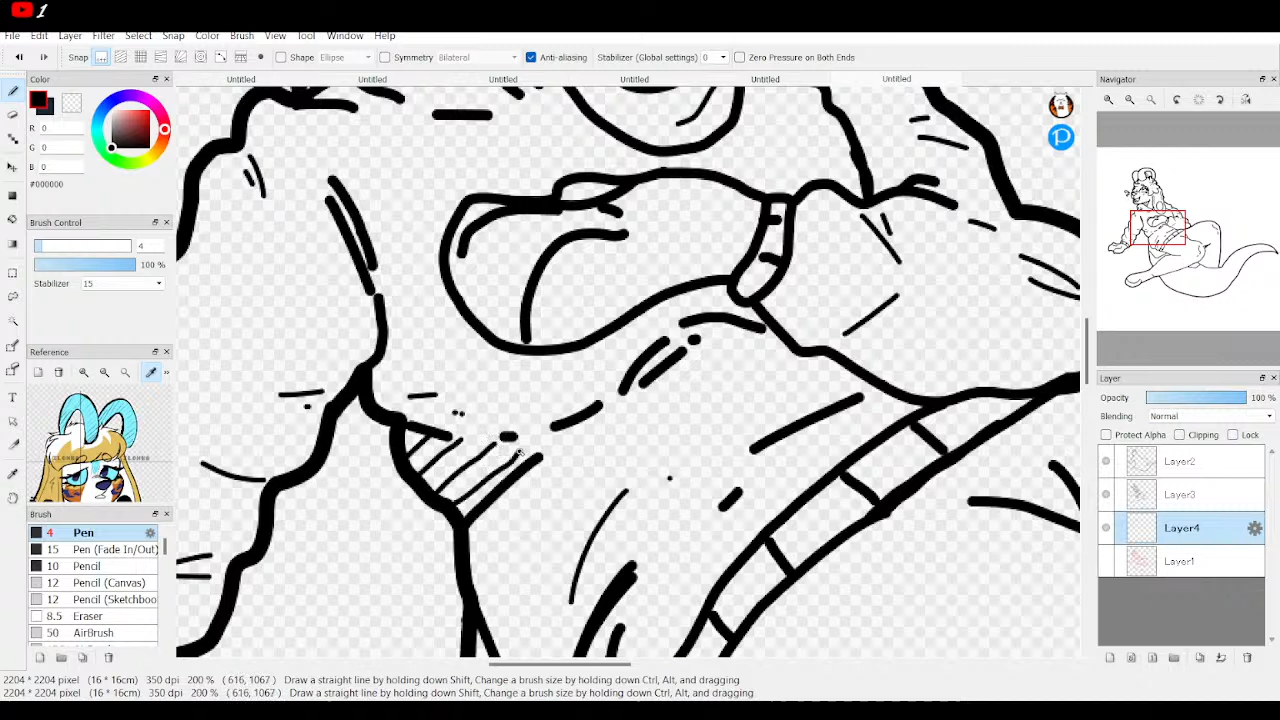 1
File Edit Layer Filter Select Snap Color Brush View Tool Window Help
Snap Shape Ellipse Symmetry Bilateral Anti-aliasing Stabilizer (Global settings) 0 Zero Pressure on Both Ends
Color Untitled Untitled Untitled Untitled Untitled Untitled Navigator
R 0
G 0
B 0
#000000
Brush Control
4
100 %
Stabilizer 15
Reference
Brush
4 Pen
15 Pen (Fade In/Out)
10 Pencil
12 Pencil (Canvas)
12 Pencil (Sketchboo
8.5 Eraser
50 AirBrush
Layer
Opacity 100 %
Blending Normal
Protect Alpha Clipping Lock
Layer2
Layer3
Layer4
Layer1
2204 * 2204 pixel (16 * 16cm) 350 dpi 200 % ( 616, 1067) Draw a straight line by holding down Shift, Change a brush size by holding down Ctrl, Alt, and dragging
2204 * 2204 pixel (16 * 16cm) 350 dpi 200 % ( 616, 1067) Draw a straight line by holding down Shift, Change a brush size by holding down Ctrl, Alt, and dragging